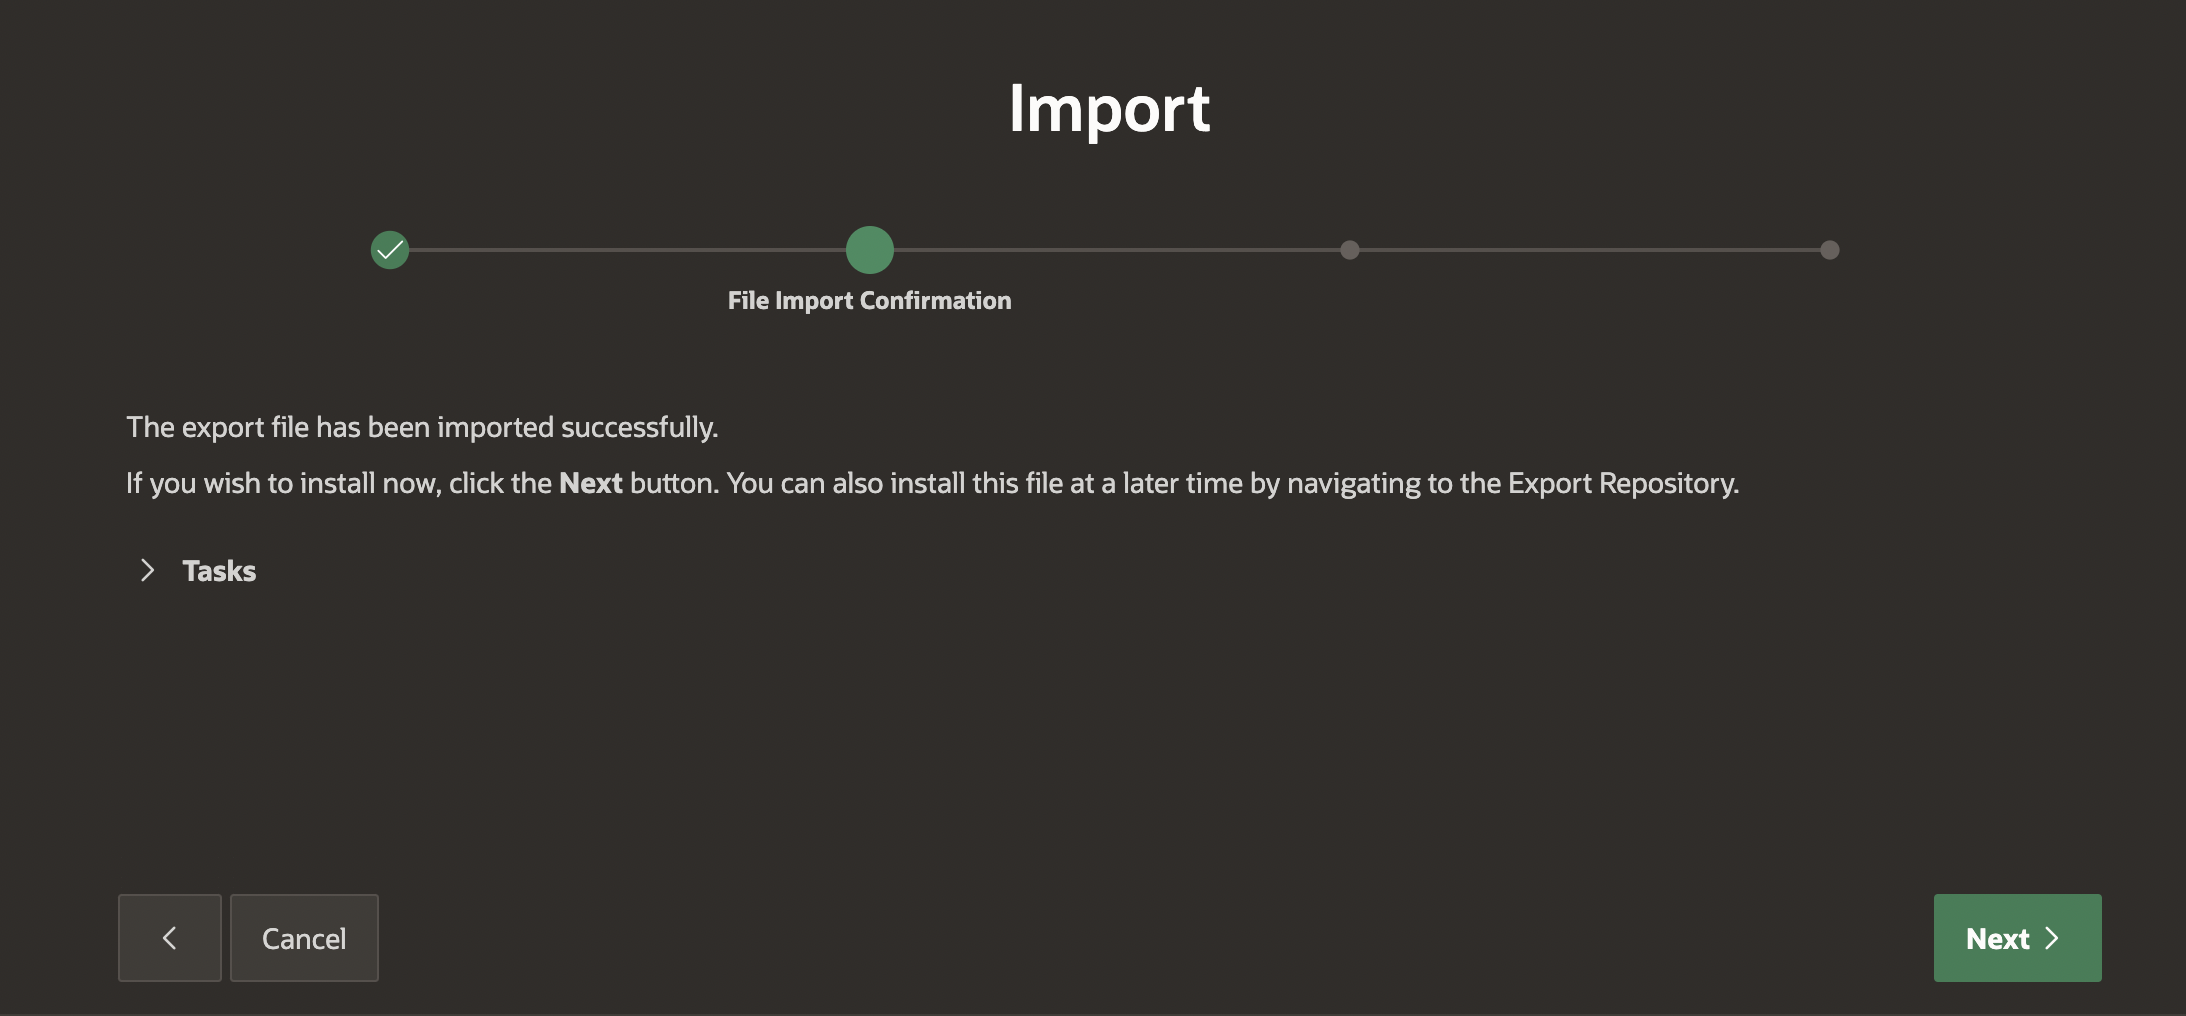 Import
File Import Confirmation
The export file has been imported successfully.
If you wish to install now, click the Next button. You can also install this file at a later time by navigating to the Export Repository.
Tasks
Cancel
Next